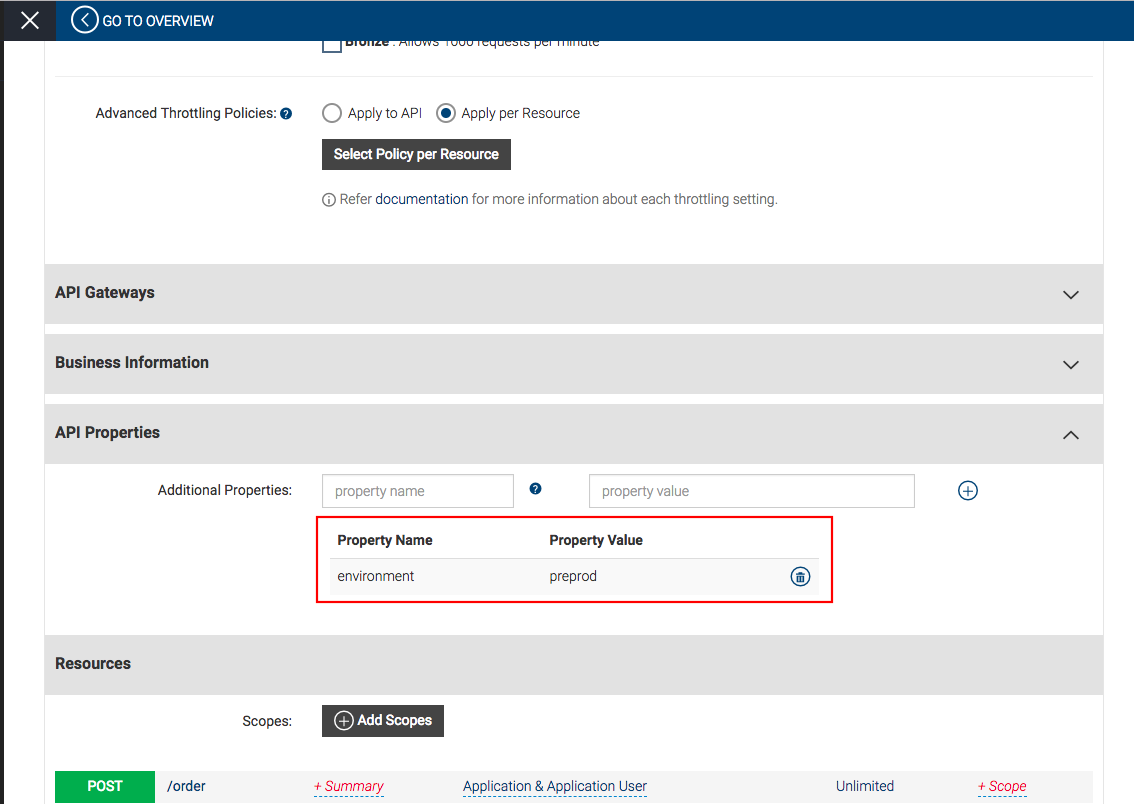 GO TO OVERVIEW
Bronze : Allows 1000 requests per minute
Advanced Throttling Policies: ? Apply to API Apply per Resource
Select Policy per Resource
Refer documentation for more information about each throttling setting.
API Gateways
Business Information
API Properties
Additional Properties: property name ? property value
Property Name Property Value
environment preprod
Resources
Scopes: Add Scopes
POST /order + Summary Application & Application User Unlimited + Scope